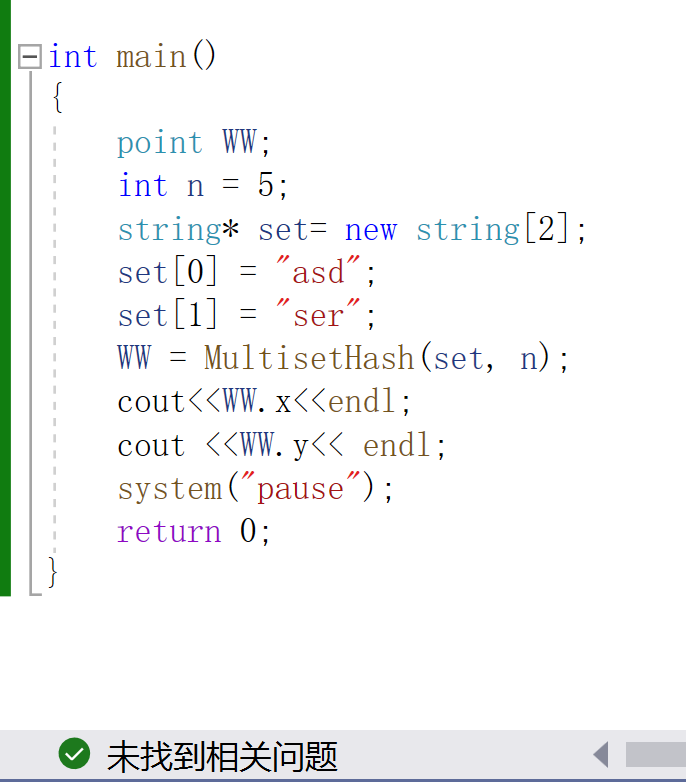 int main()
{
point WW;
int n = 5;
string* set= new string[2];
set[0] = "asd";
set[1] = "ser";
WW = MultisetHash(set, n);
cout<<WW.x<<endl;
cout <<WW.y<< endl;
system("pause");
return 0;
}
未找到相关问题